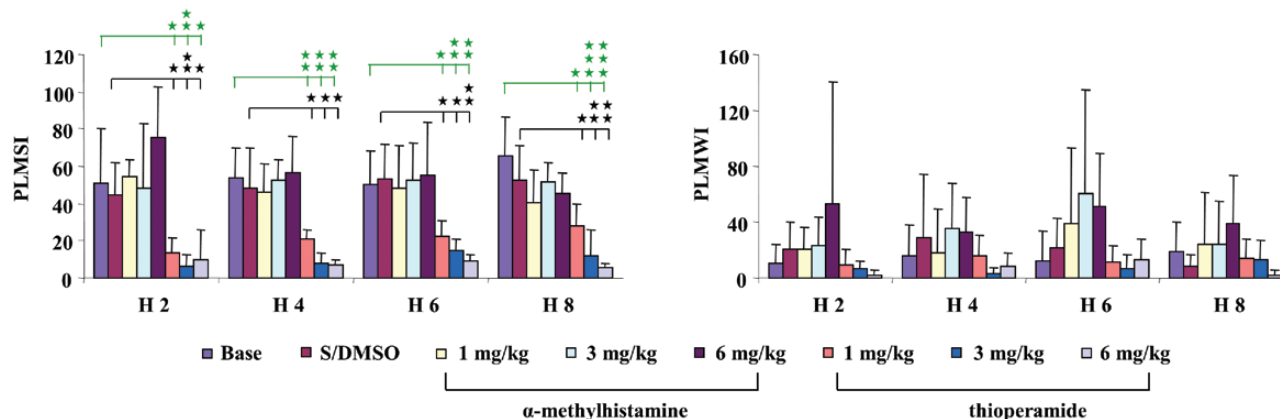 PLMSI
120
100
80
60
40
20
0
H 2
H 4
H 6
H 8
PLMWI
160
120
80
40
0
H 2
H 4
H 6
H 8
Base
S/DMSO
1 mg/kg
3 mg/kg
6 mg/kg
1 mg/kg
3 mg/kg
6 mg/kg
α-methylhistamine
thioperamide